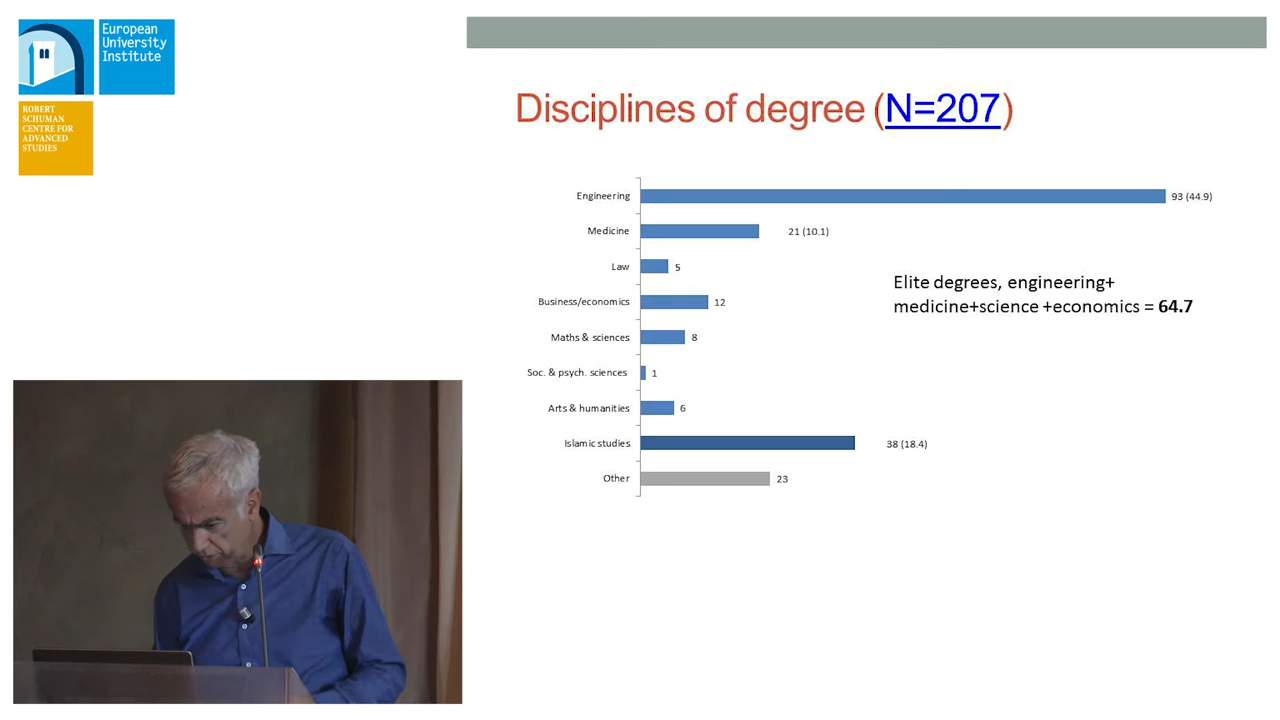 European
University
Institute
ROBERT
SCHUMAN
CENTRE FOR
ADVANCED
STUDIES
Disciplines of degree (N=207)
Engineering 93 (44.9)
Medicine 21 (10.1)
Law 5
Elite degrees, engineering+
medicine+science +economics = 64.7
Business/economics 12
Maths & sciences 8
Soc. & psych. sciences 1
Arts & humanities 6
Islamic studies 38 (18.4)
Other 23